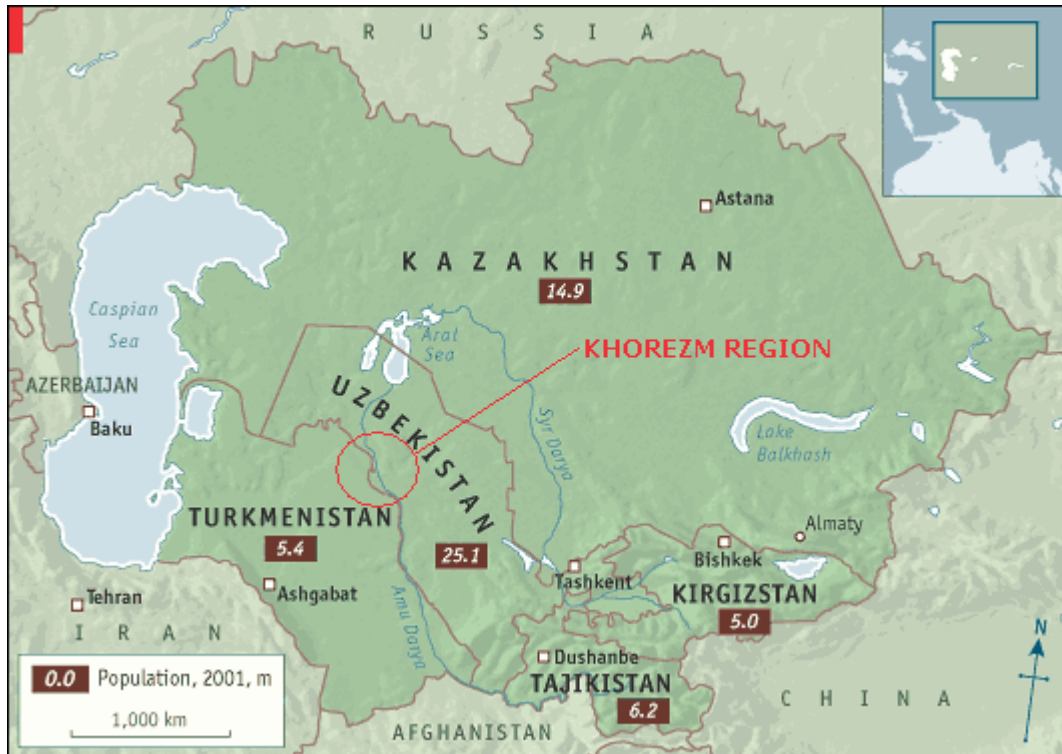 RUSSIA
Astana
KAZAKHSTAN
14.9
Caspian
Sea
Aral
Sea
KHOREZM REGION
AZERBAIJAN
Baku
UZBEKISTAN
Syr Darya
Lake
Balkhash
TURKMENISTAN
5.4
25.1
Almaty
Bishkek
Tashkent
Ashgabat
KIRGIZSTAN
5.0
Tehran
IRAN
Amu Darya
Dushanbe
TAJIKISTAN
6.2
N
CHINA
AFGHANISTAN
0.0 Population, 2001, m
1,000 km